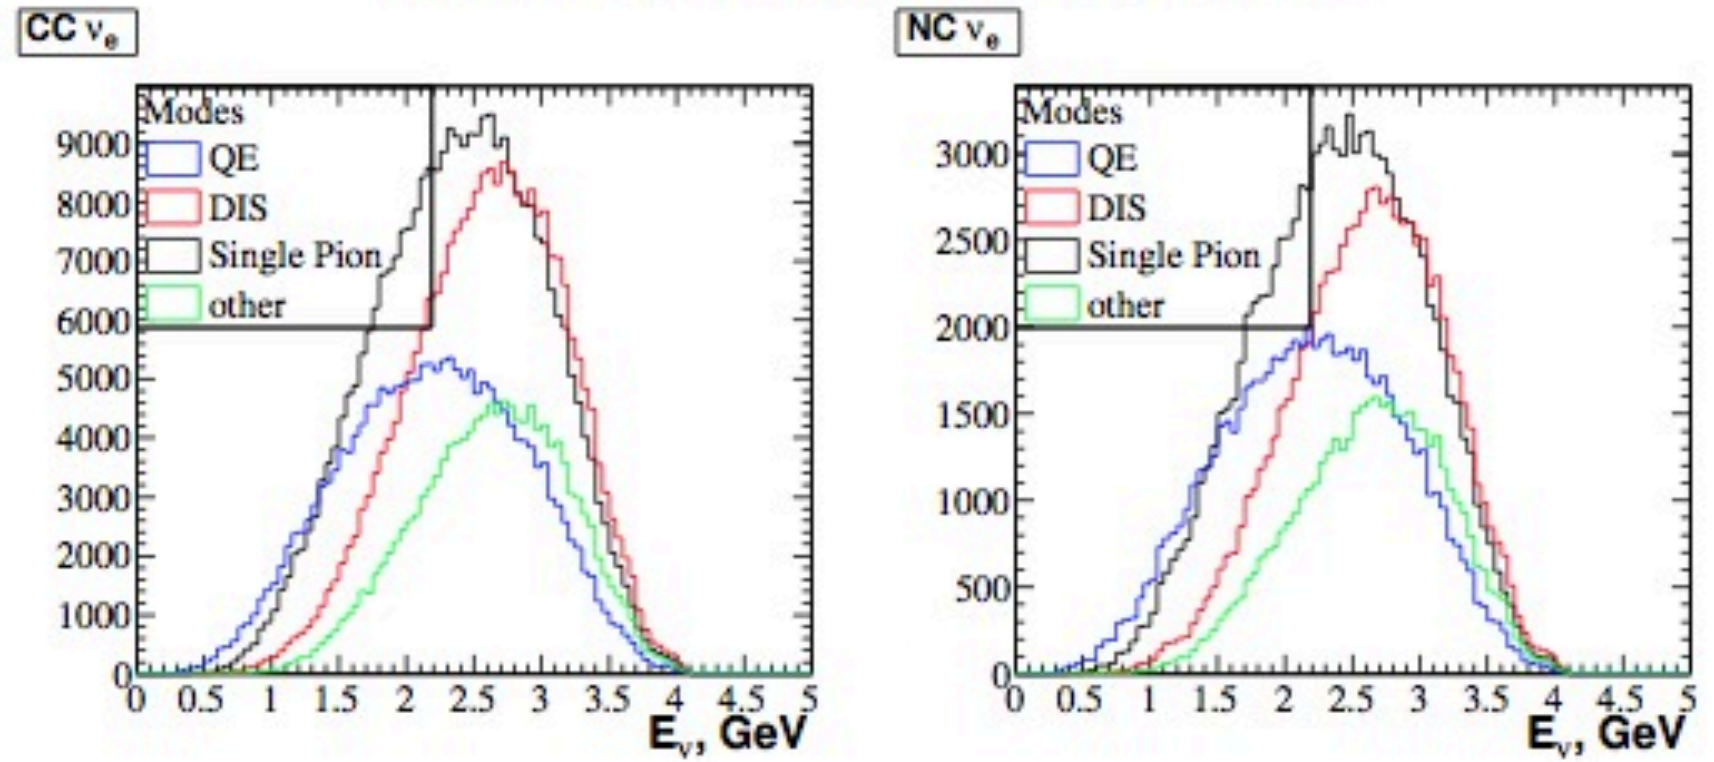 CC νe
Modes
QE
DIS
Single Pion
other
9000
8000
7000
6000
5000
4000
3000
2000
1000
0
0 0.5 1 1.5 2 2.5 3 3.5 4 4.5 5
Eν, GeV
NC νe
Modes
QE
DIS
Single Pion
other
3000
2500
2000
1500
1000
500
0
0 0.5 1 1.5 2 2.5 3 3.5 4 4.5 5
Eν, GeV